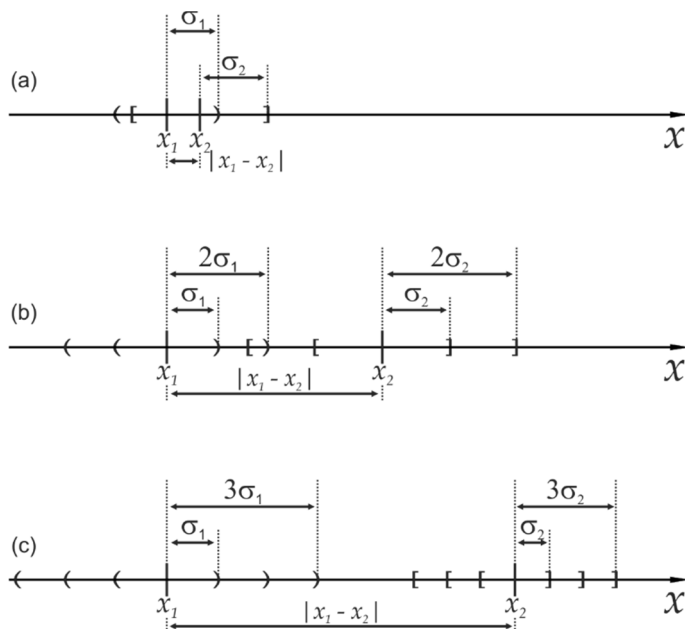 σ₁
σ₂
(a)
( [ ) ]
x₁ x₂ x
|x₁ - x₂|
2σ₁ 2σ₂
σ₁ σ₂
(b)
( ( ) [ ) [ ] ]
x₁ x₂ x
|x₁ - x₂|
3σ₁ 3σ₂
σ₁ σ₂
(c)
( ( ( ) ) ) [ [ [ ] ] ]
x₁ x₂ x
|x₁ - x₂|